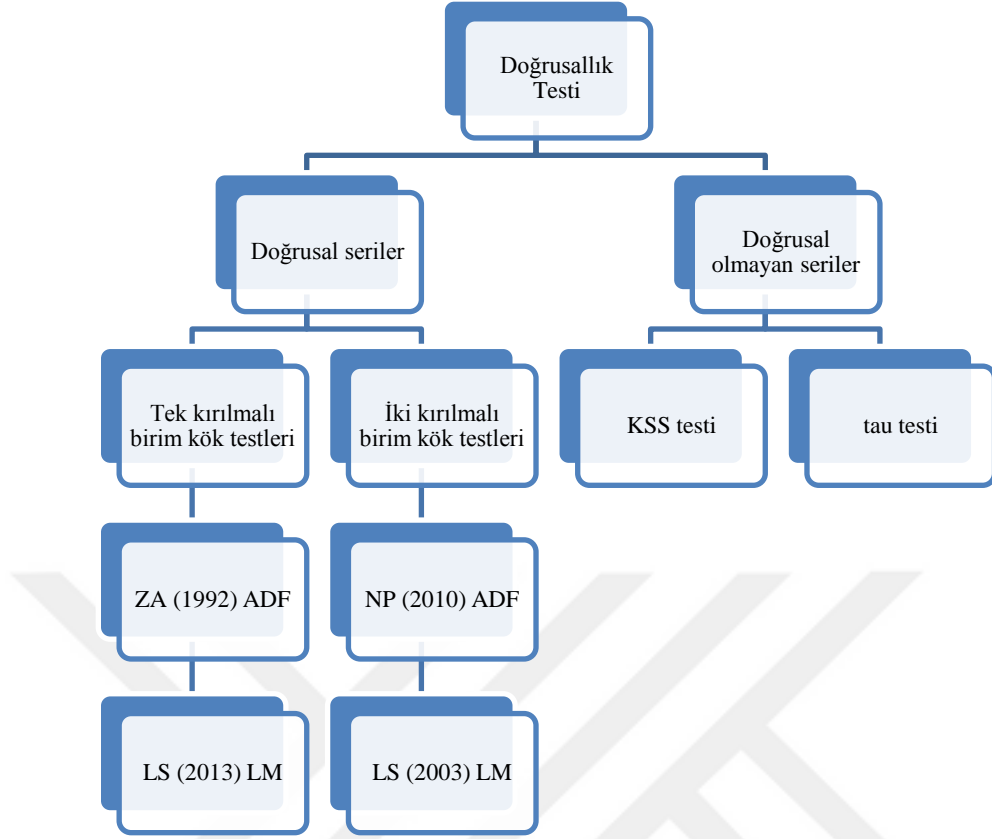 Doğrusallık
Testi
Doğrusal seriler
Doğrusal
olmayan seriler
Tek kırılmalı
birim kök testleri
İki kırılmalı
birim kök testleri
KSS testi
tau testi
ZA (1992) ADF
NP (2010) ADF
LS (2013) LM
LS (2003) LM